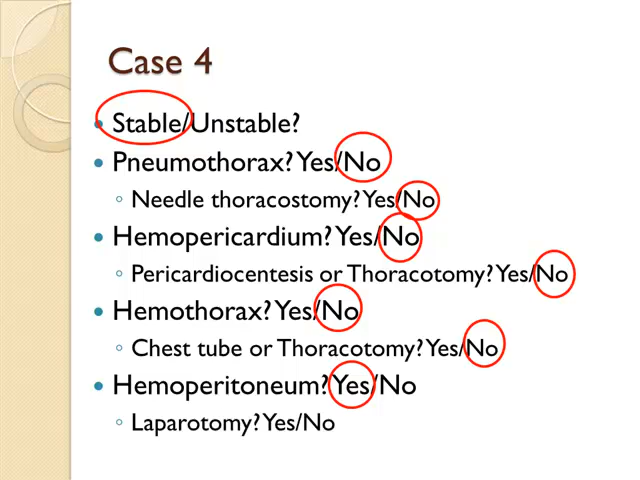 Case 4
Stable/Unstable?
Pneumothorax? Yes/No
Needle thoracostomy? Yes/No
Hemopericardium? Yes/No
Pericardiocentesis or Thoracotomy? Yes/No
Hemothorax? Yes/No
Chest tube or Thoracotomy? Yes/No
Hemoperitoneum? Yes/No
Laparotomy? Yes/No